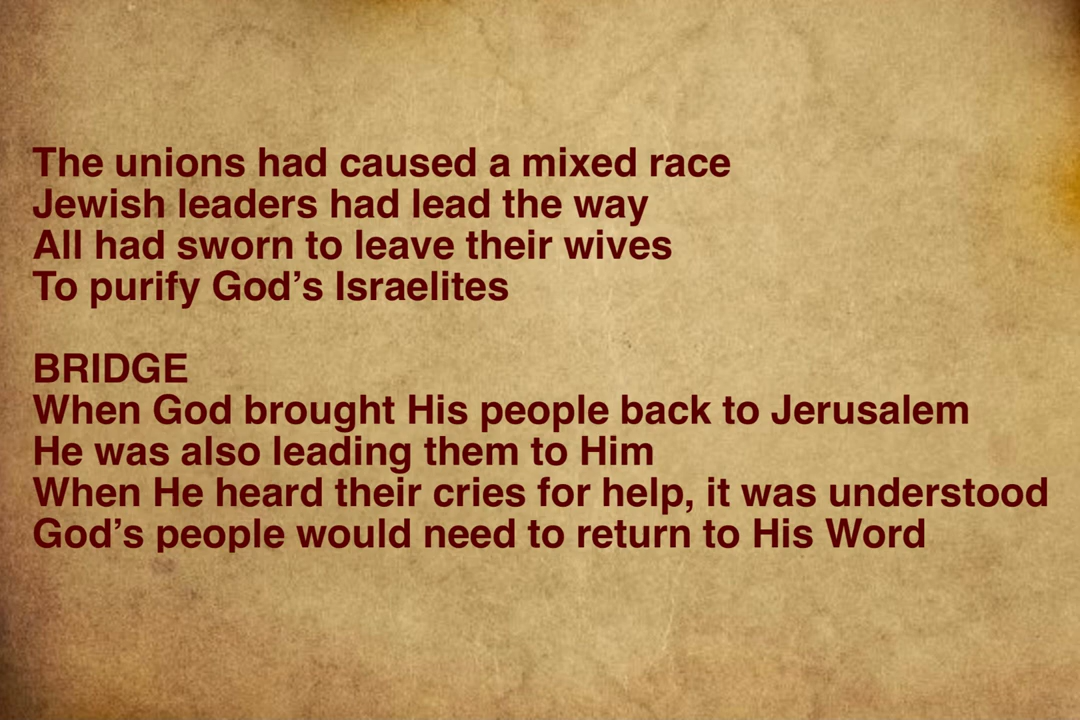 The unions had caused a mixed race
Jewish leaders had lead the way
All had sworn to leave their wives
To purify God’s Israelites
BRIDGE
When God brought His people back to Jerusalem
He was also leading them to Him
When He heard their cries for help, it was understood
God’s people would need to return to His Word